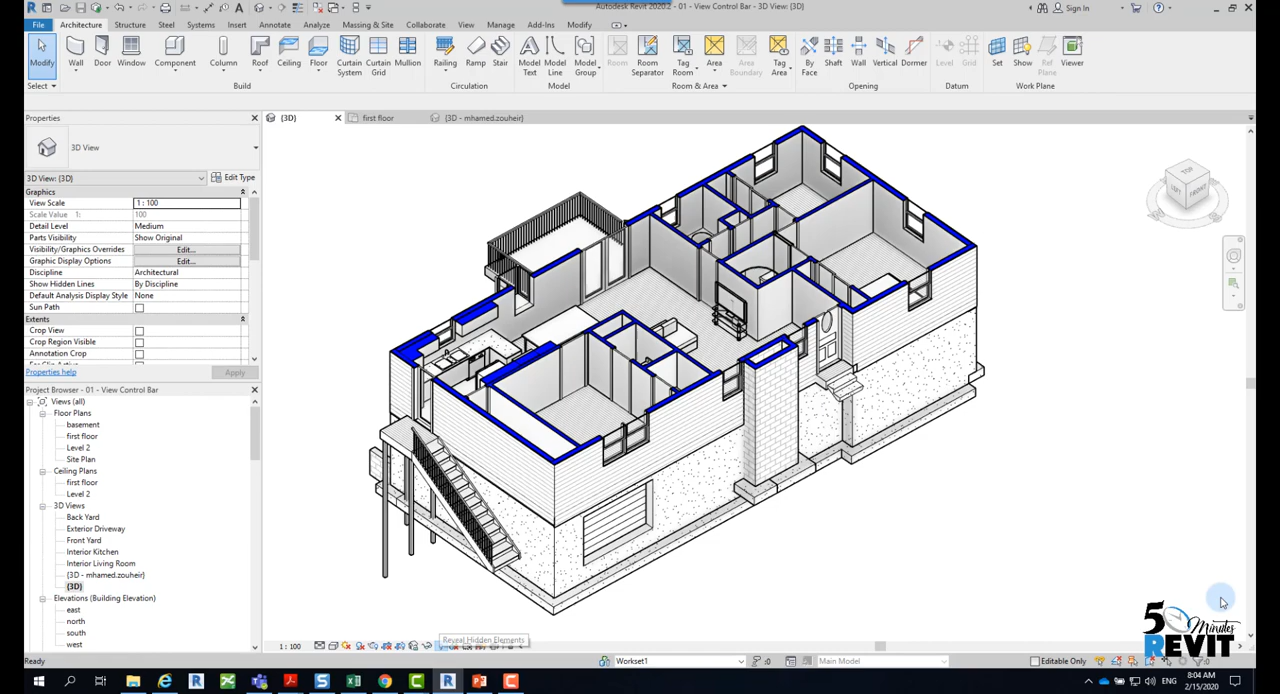 Autodesk Revit 2020.2 - 01 - View Control Bar - 3D View: {3D}
Sign In
File Architecture Structure Steel Systems Insert Annotate Analyze Massing & Site Collaborate View Manage Add-Ins Modify
Modify Wall Door Window Component Column Roof Ceiling Floor Curtain System Curtain Grid Mullion Railing Ramp Stair Model Text Model Line Model Group Room Room Separator Tag Room Area Area Boundary Tag Area By Face Shaft Wall Vertical Dormer Level Grid Set Show Ref Plane Viewer
Select Build Circulation Model Room & Area Opening Datum Work Plane
Properties
{3D} first floor {3D - mhamed.zouheir}
3D View
3D View: {3D} Edit Type
Graphics
View Scale 1 : 100
Scale Value 1: 100
Detail Level Medium
Parts Visibility Show Original
Visibility/Graphics Overrides Edit...
Graphic Display Options Edit...
Discipline Architectural
Show Hidden Lines By Discipline
Default Analysis Display Style None
Sun Path
Extents
Crop View
Crop Region Visible
Annotation Crop
Properties help Apply
Project Browser - 01 - View Control Bar
Views (all)
Floor Plans
basement
first floor
Level 2
Site Plan
Ceiling Plans
first floor
Level 2
3D Views
Back Yard
Exterior Driveway
Front Yard
Interior Kitchen
Interior Living Room
{3D - mhamed.zouheir}
{3D}
Elevations (Building Elevation)
east
north
south
west
TOP
LEFT FRONT
Reveal Hidden Elements
1 : 100
5 Minutes
REVIT
Ready Workset1 :0 Main Model Editable Only :0
ENG 8:04 AM
2/15/2020